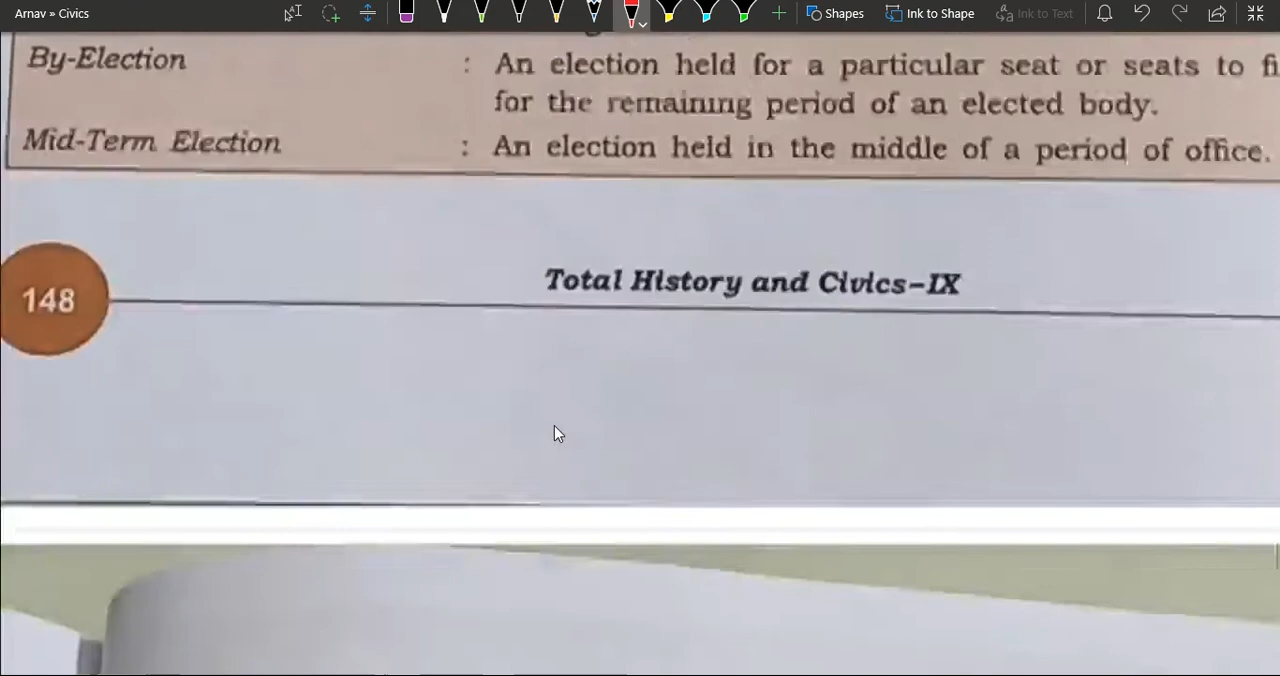 Arnav » Civics
Shapes
Ink to Shape
Ink to Text
By-Election : An election held for a particular seat or seats to
for the remaining period of an elected body.
Mid-Term Election : An election held in the middle of a period of office.
148
Total History and Civics–IX